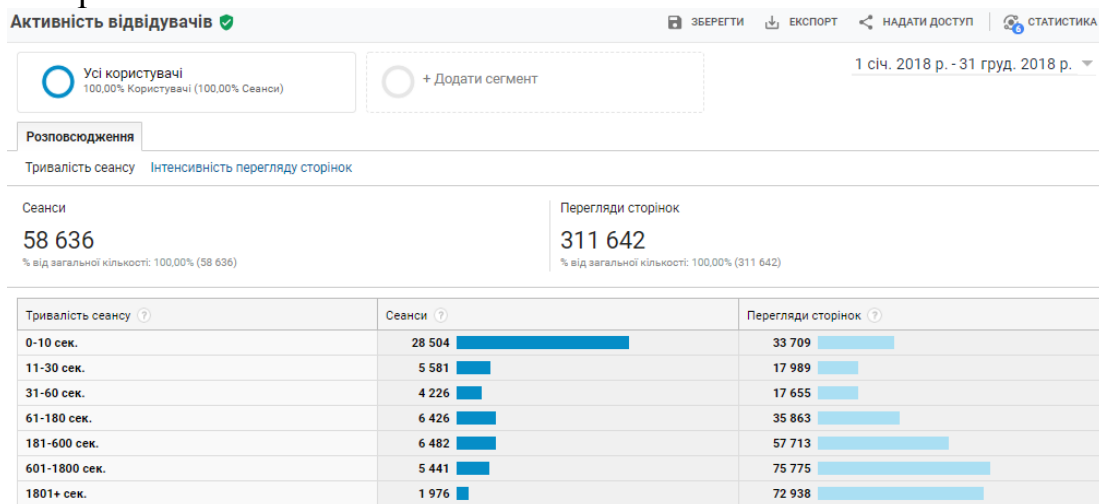 Активність відвідувачів
ЗБЕРЕГТИ ЕКСПОРТ НАДАТИ ДОСТУП 6 СТАТИСТИКА
Усі користувачі
100,00% Користувачі (100,00% Сеанси)
+ Додати сегмент
1 січ. 2018 р. - 31 груд. 2018 р.
Розповсюдження
Тривалість сеансу Інтенсивність перегляду сторінок
Сеанси
58 636
% від загальної кількості: 100,00% (58 636)
Перегляди сторінок
311 642
% від загальної кількості: 100,00% (311 642)
Тривалість сеансу ? Сеанси ? Перегляди сторінок ?
0-10 сек. 28 504 33 709
11-30 сек. 5 581 17 989
31-60 сек. 4 226 17 655
61-180 сек. 6 426 35 863
181-600 сек. 6 482 57 713
601-1800 сек. 5 441 75 775
1801+ сек. 1 976 72 938